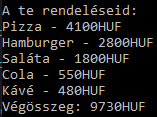 A te rendeléseid:
Pizza - 4100HUF
Hamburger - 2800HUF
Saláta - 1800HUF
Cola - 550HUF
Kávé - 480HUF
Végösszeg: 9730HUF